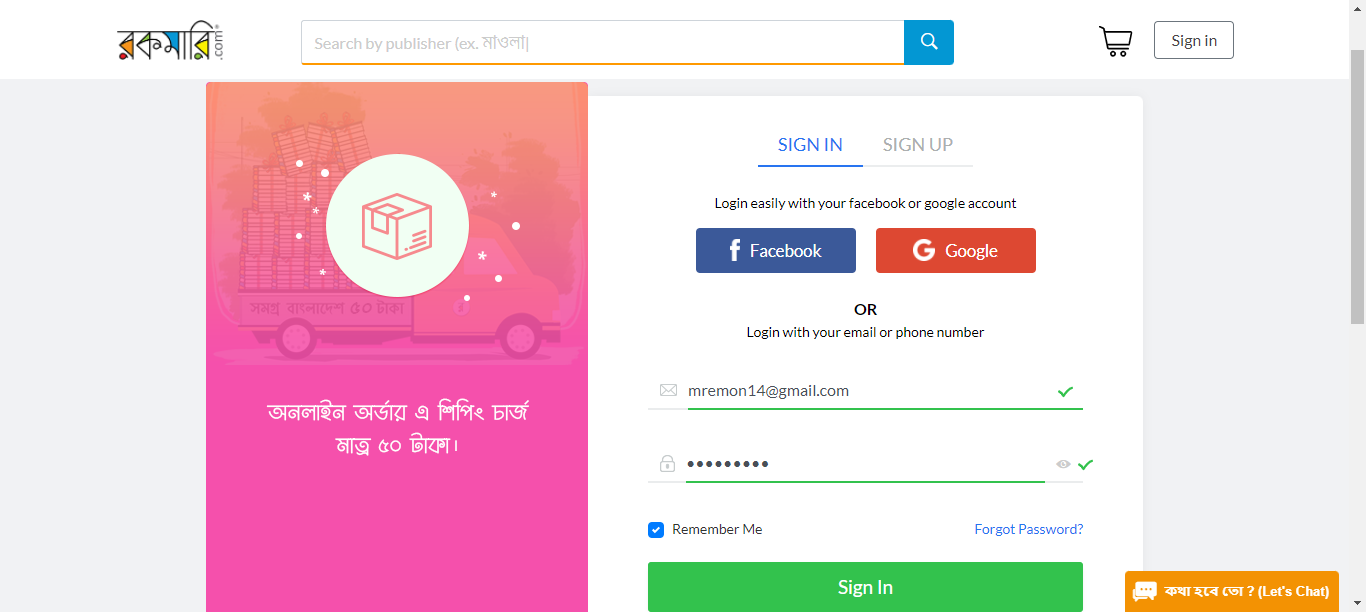 রকমারি.com
Search by publisher (ex. মাওলা|
Sign in
সমগ্র বাংলাদেশ ৫০ টাকা
অনলাইন অর্ডার এ শিপিং চার্জ
মাত্র ৫০ টাকা।
SIGN IN SIGN UP
Login easily with your facebook or google account
f Facebook
G Google
OR
Login with your email or phone number
mremon14@gmail.com
•••••••••
Remember Me
Forgot Password?
Sign In
কথা হবে তো ? (Let's Chat)